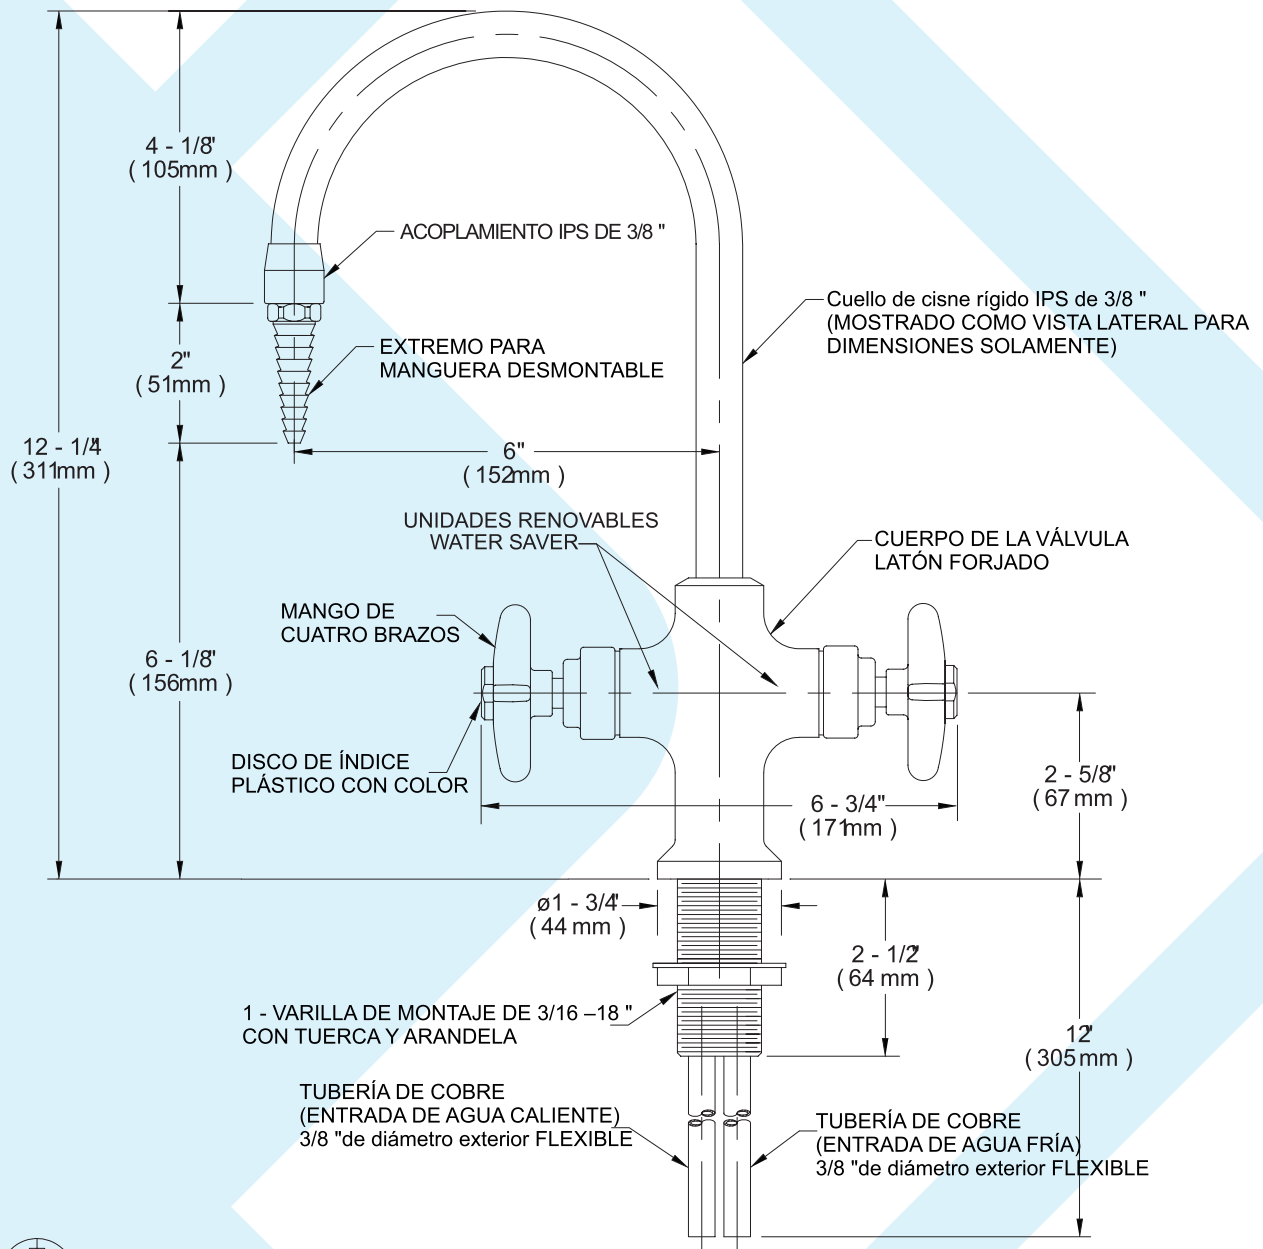 4 - 1/8"
( 105mm )
ACOPLAMIENTO IPS DE 3/8 "
Cuello de cisne rígido IPS de 3/8 "
(MOSTRADO COMO VISTA LATERAL PARA
DIMENSIONES SOLAMENTE)
EXTREMO PARA
MANGUERA DESMONTABLE
2"
( 51mm )
12 - 1/4"
( 311mm )
6"
( 152mm )
UNIDADES RENOVABLES
WATER SAVER
CUERPO DE LA VÁLVULA
LATÓN FORJADO
MANGO DE
CUATRO BRAZOS
6 - 1/8"
( 156mm )
DISCO DE ÍNDICE
PLÁSTICO CON COLOR
2 - 5/8"
( 67 mm )
6 - 3/4"
( 171mm )
ø1 - 3/4"
( 44 mm )
2 - 1/2"
( 64 mm )
1 - VARILLA DE MONTAJE DE 3/16 –18 "
CON TUERCA Y ARANDELA
12"
( 305 mm )
TUBERÍA DE COBRE
(ENTRADA DE AGUA CALIENTE)
3/8 "de diámetro exterior FLEXIBLE
TUBERÍA DE COBRE
(ENTRADA DE AGUA FRÍA)
3/8 "de diámetro exterior FLEXIBLE